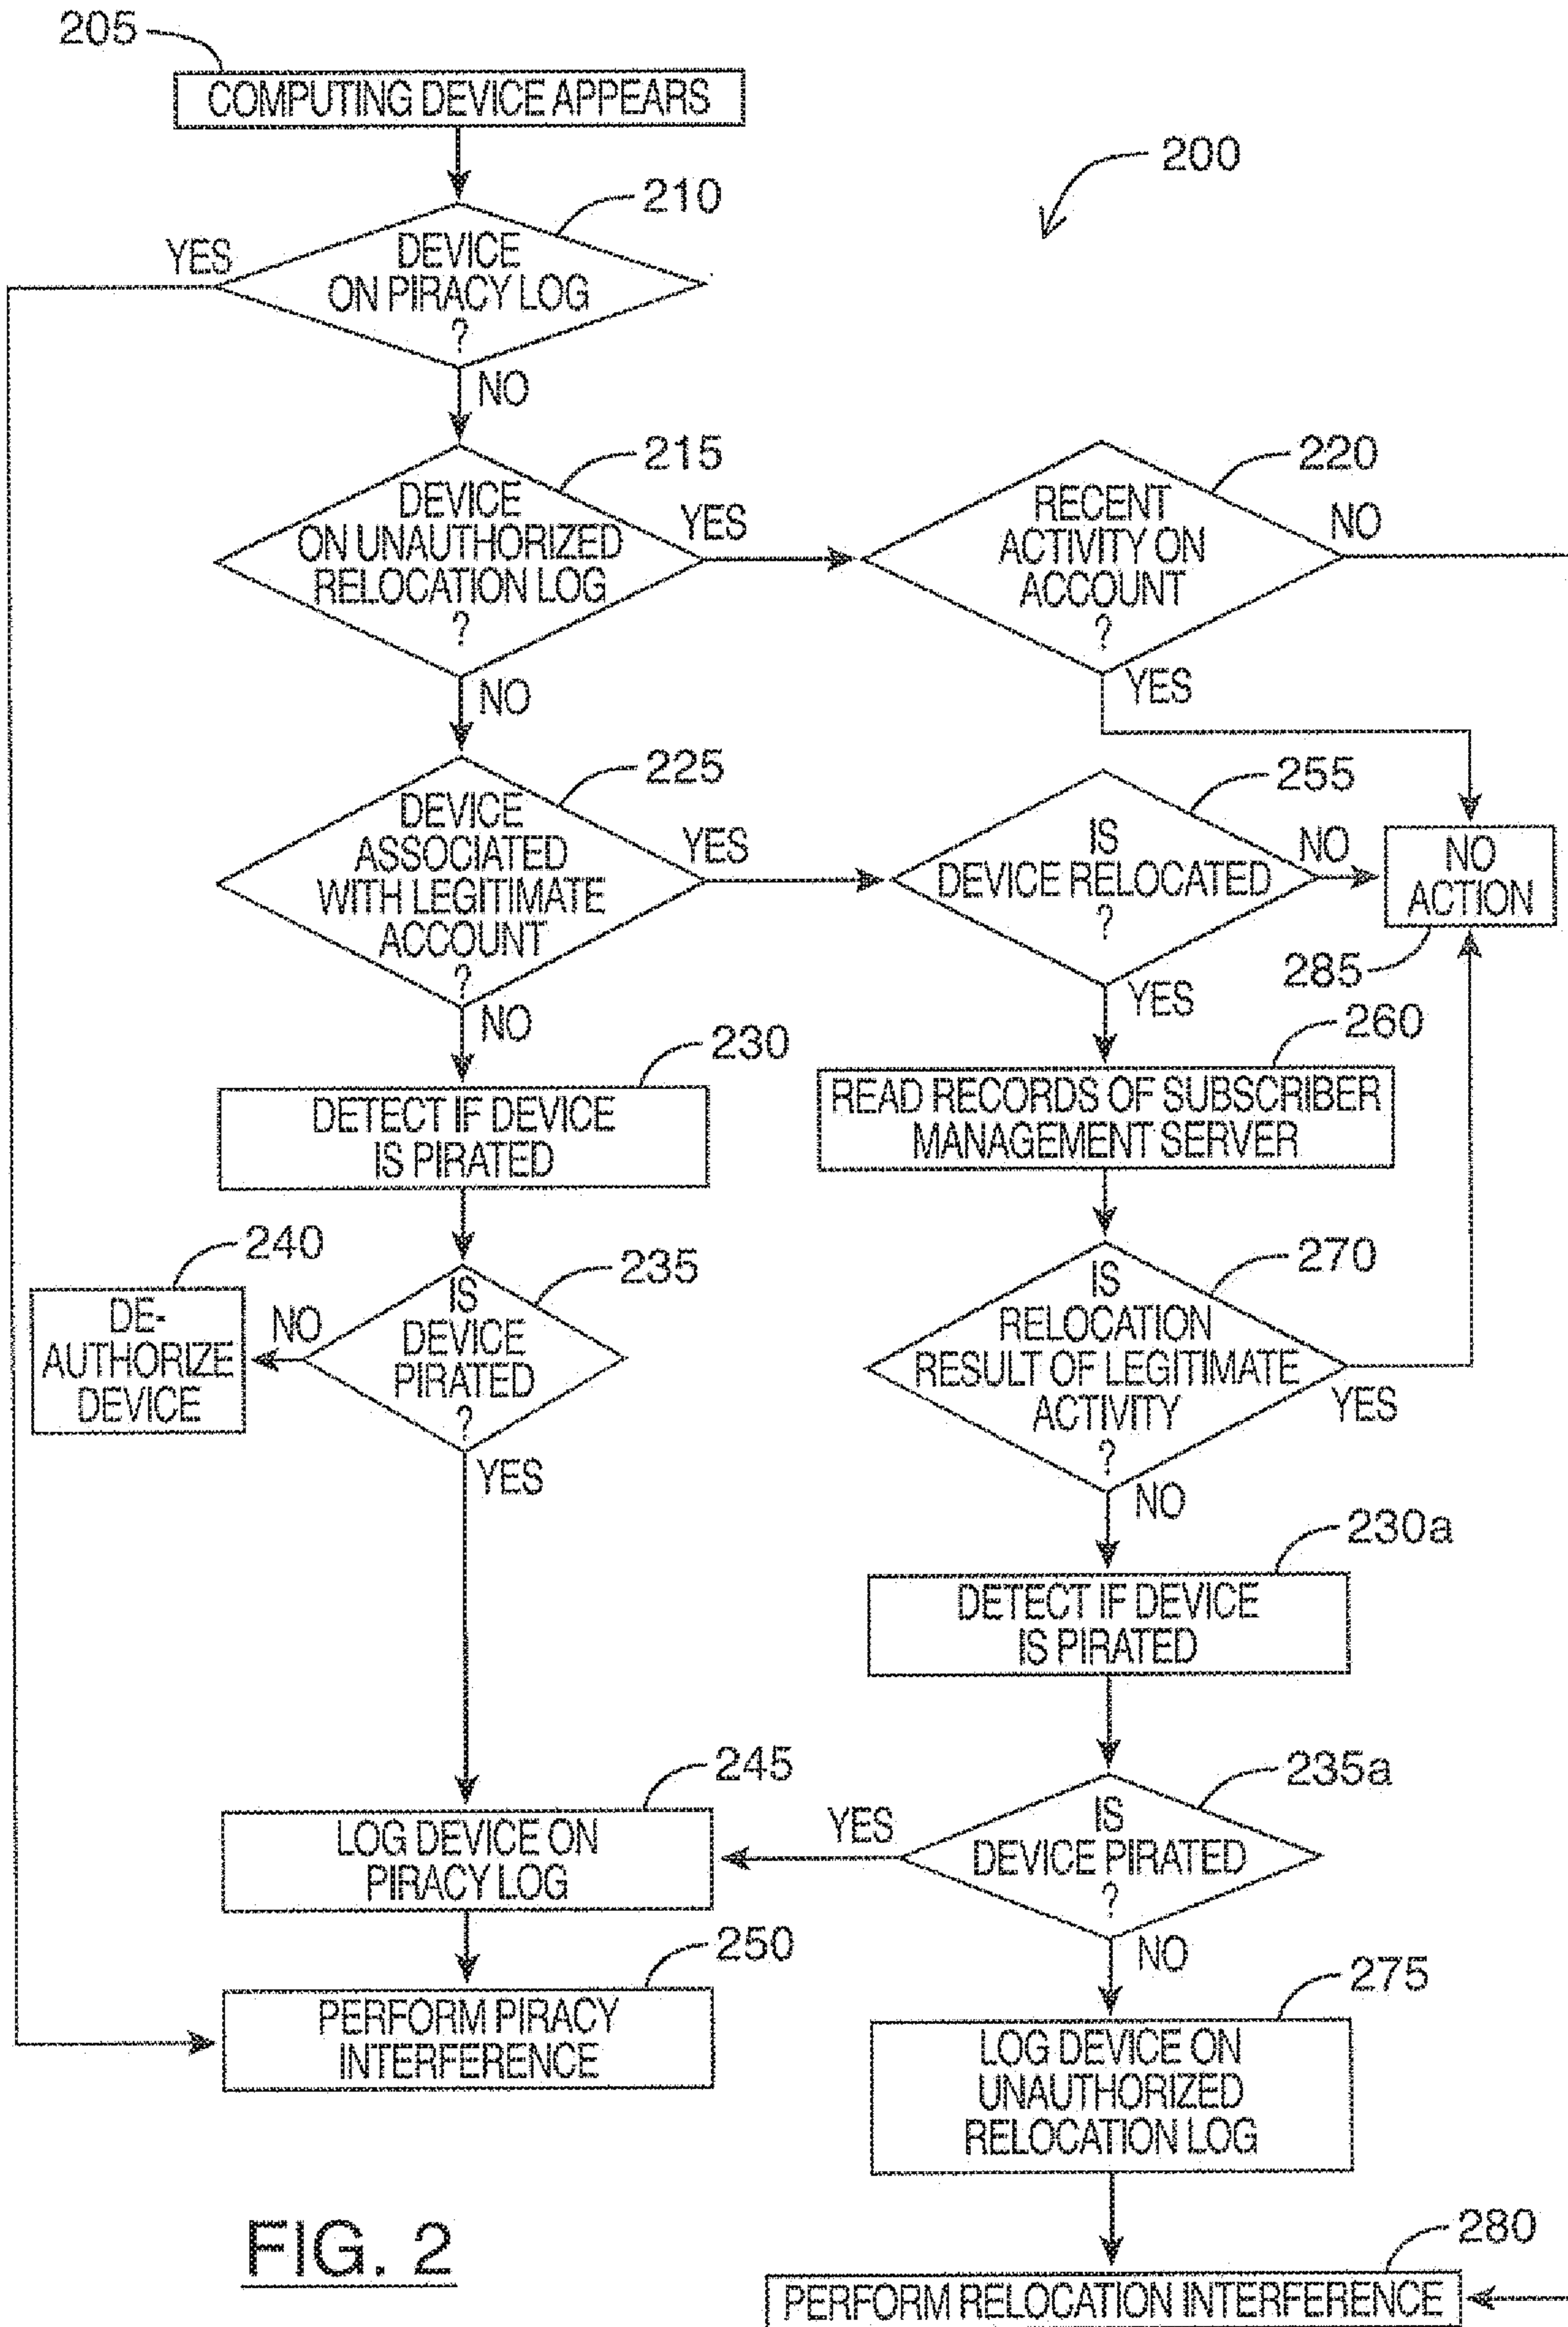 205
COMPUTING DEVICE APPEARS
200
210
YES
DEVICE
ON PIRACY LOG
?
NO
215
DEVICE
ON UNAUTHORIZED
RELOCATION LOG
?
YES
NO
220
RECENT
ACTIVITY ON
ACCOUNT
?
NO
YES
225
DEVICE
ASSOCIATED
WITH LEGITIMATE
ACCOUNT
?
YES
NO
255
IS
DEVICE RELOCATED
?
NO
YES
NO
ACTION
285
230
DETECT IF DEVICE
IS PIRATED
260
READ RECORDS OF SUBSCRIBER
MANAGEMENT SERVER
240
DE-
AUTHORIZE
DEVICE
NO
235
IS
DEVICE
PIRATED
?
YES
270
IS
RELOCATION
RESULT OF LEGITIMATE
ACTIVITY
?
YES
NO
230a
DETECT IF DEVICE
IS PIRATED
245
LOG DEVICE ON
PIRACY LOG
235a
YES
IS
DEVICE PIRATED
?
NO
250
PERFORM PIRACY
INTERFERENCE
275
LOG DEVICE ON
UNAUTHORIZED
RELOCATION LOG
FIG. 2
280
PERFORM RELOCATION INTERFERENCE